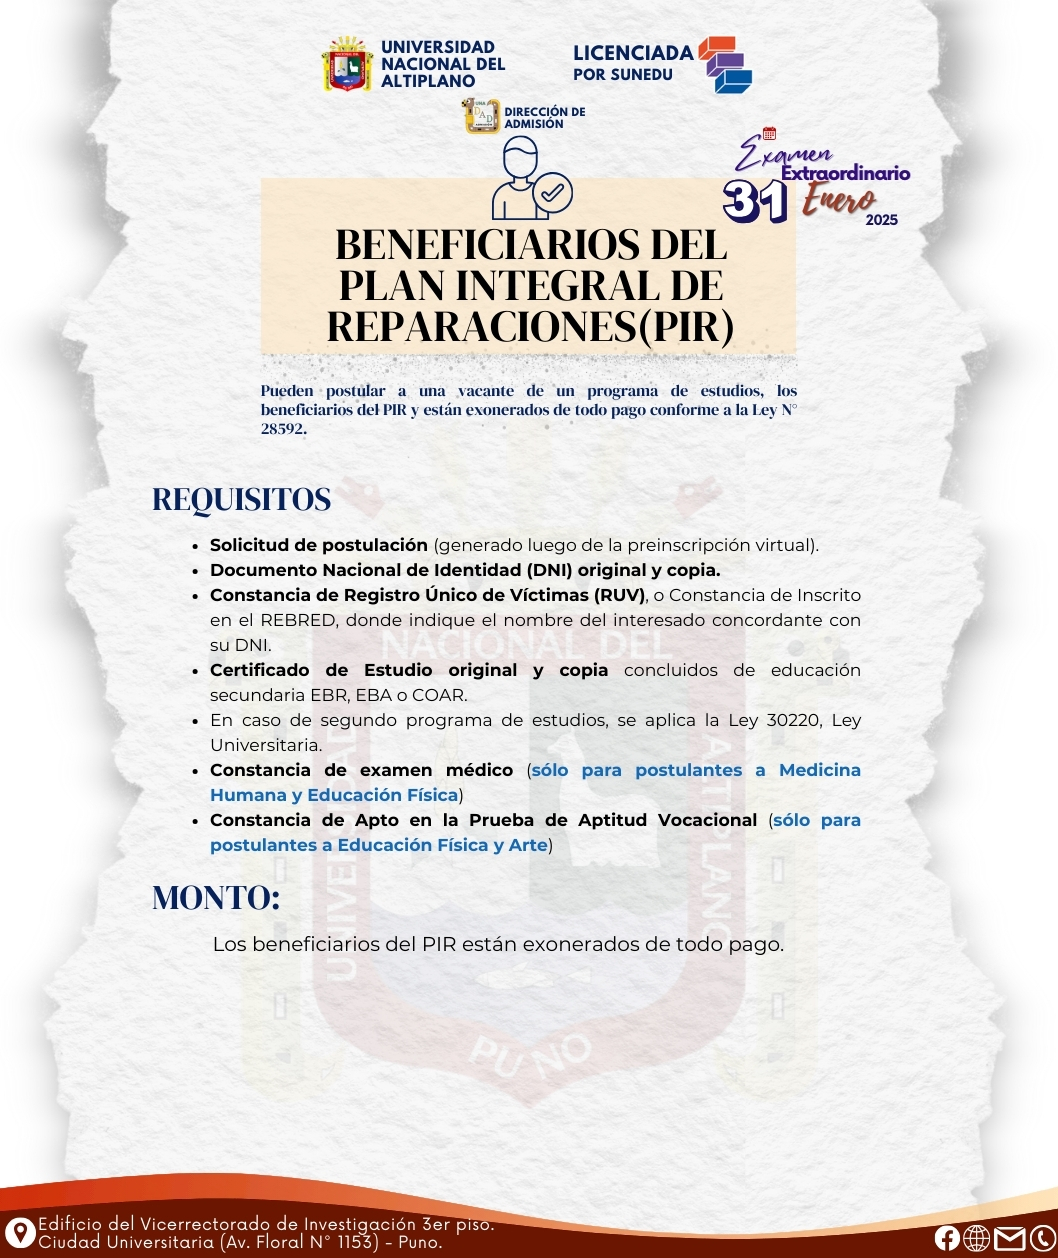 UNIVERSIDAD
NACIONAL DEL
ALTIPLANO
LICENCIADA
POR SUNEDU
UNA
DAD
DIRECCIÓN DE
ADMISIÓN
Examen
Extraordinario
31 Enero
2025
BENEFICIARIOS DEL
PLAN INTEGRAL DE
REPARACIONES(PIR)
Pueden postular a una vacante de un programa de estudios, los
beneficiarios del PIR y están exonerados de todo pago conforme a la Ley N°
28592.
REQUISITOS
• Solicitud de postulación (generado luego de la preinscripción virtual).
• Documento Nacional de Identidad (DNI) original y copia.
• Constancia de Registro Único de Víctimas (RUV), o Constancia de Inscrito
en el REBRED, donde indique el nombre del interesado concordante con
su DNI.
• Certificado de Estudio original y copia concluidos de educación
secundaria EBR, EBA o COAR.
• En caso de segundo programa de estudios, se aplica la Ley 30220, Ley
Universitaria.
• Constancia de examen médico (sólo para postulantes a Medicina
Humana y Educación Física)
• Constancia de Apto en la Prueba de Aptitud Vocacional (sólo para
postulantes a Educación Física y Arte)
MONTO:
Los beneficiarios del PIR están exonerados de todo pago.
NACIONAL DEL
UNIVERSIDAD
ALTIPLANO
PUNO
Edificio del Vicerrectorado de Investigación 3er piso.
Ciudad Universitaria (Av. Floral N° 1153) - Puno.